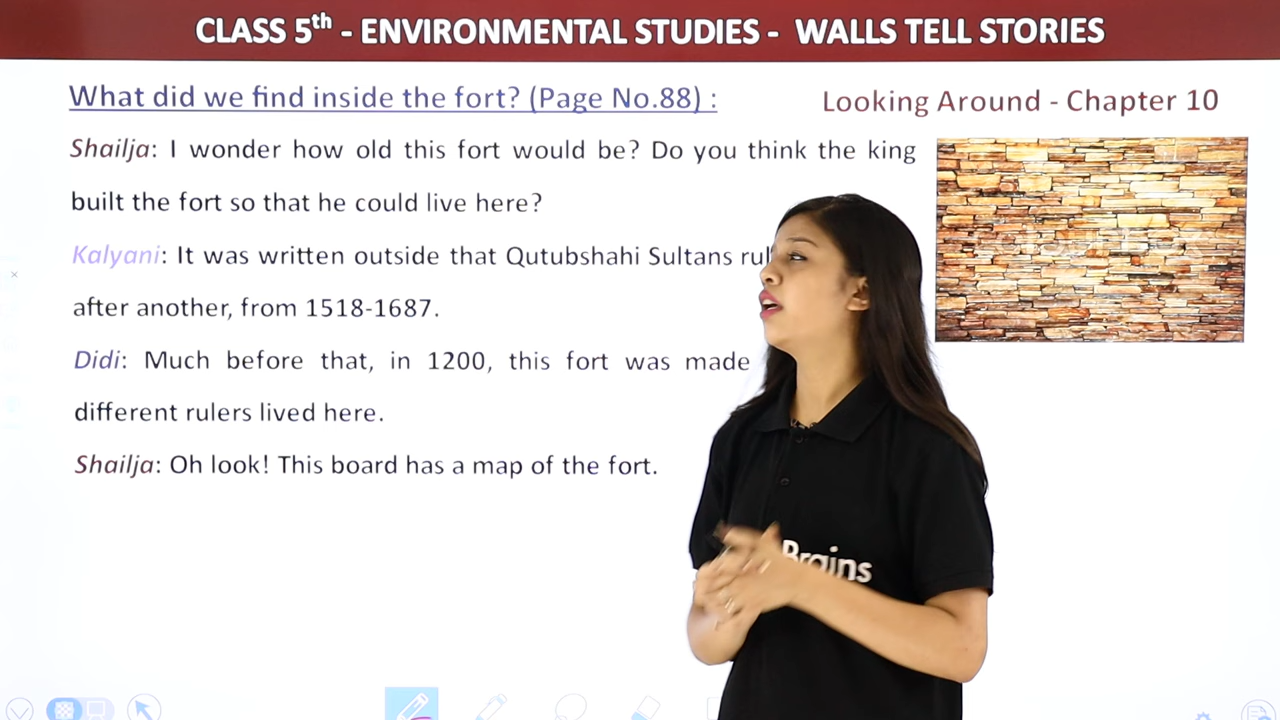 CLASS 5th - ENVIRONMENTAL STUDIES - WALLS TELL STORIES
What did we find inside the fort? (Page No.88) :
Looking Around - Chapter 10
Shailja: I wonder how old this fort would be? Do you think the king
built the fort so that he could live here?
Kalyani: It was written outside that Qutubshahi Sultans
after another, from 1518-1687.
Didi: Much before that, in 1200, this fort was made
different rulers lived here.
Shailja: Oh look! This board has a map of the fort.
Brains